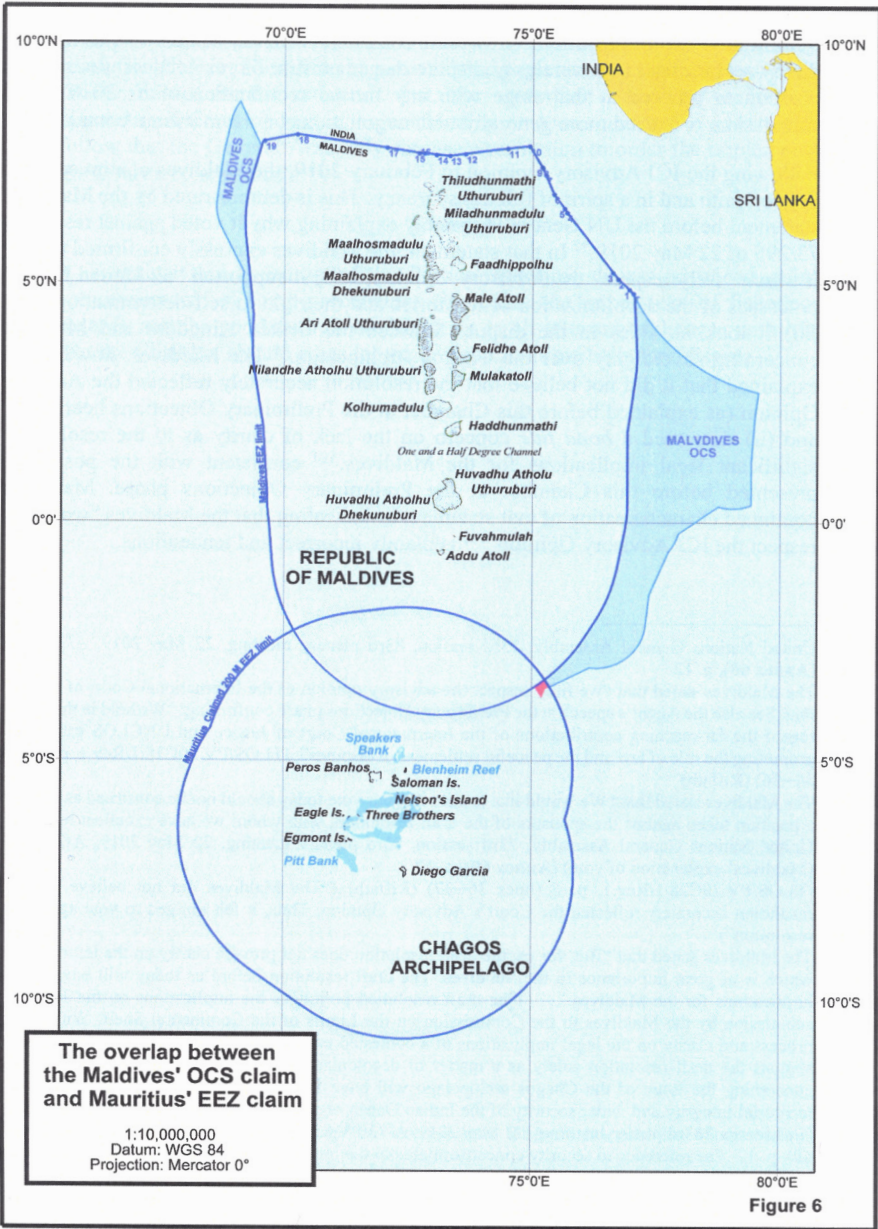 70°0'E
75°0'E
80°0'E
10°0'N
10°0'N
INDIA
SRI LANKA
MALDIVES
OCS
19
18
INDIA
MALDIVES
17
15
14
13
12
11
10
Thiludhunmathi
Uthuruburi
Miladhunmadulu
Uthuruburi
Maalhosmadulu
Uthuruburi
Faadhippolhu
Maalhosmadulu
Dhekunuburi
5°0'N
5°0'N
Male Atoll
Ari Atoll Uthuruburi
Felidhe Atoll
Nilandhe Atholhu Uthuruburi
Mulakatoll
Kolhumadulu
Haddhunmathi
One and a Half Degree Channel
Maldives EEZ limit
MALVDIVES
OCS
Huvadhu Atholu
Uthuruburi
Huvadhu Atholhu
Dhekunuburi
0°0'
0°0'
Fuvahmulah
Addu Atoll
REPUBLIC
OF MALDIVES
Mauritius Claimed 200 M EEZ limit
5°0'S
5°0'S
Speakers
Bank
Peros Banhos
Blenheim Reef
Saloman Is.
Nelson's Island
Eagle Is.
Three Brothers
Egmont Is.
Pitt Bank
Diego Garcia
CHAGOS
ARCHIPELAGO
10°0'S
10°0'S
The overlap between
the Maldives' OCS claim
and Mauritius' EEZ claim
1:10,000,000
Datum: WGS 84
Projection: Mercator 0°
75°0'E
80°0'E
Figure 6